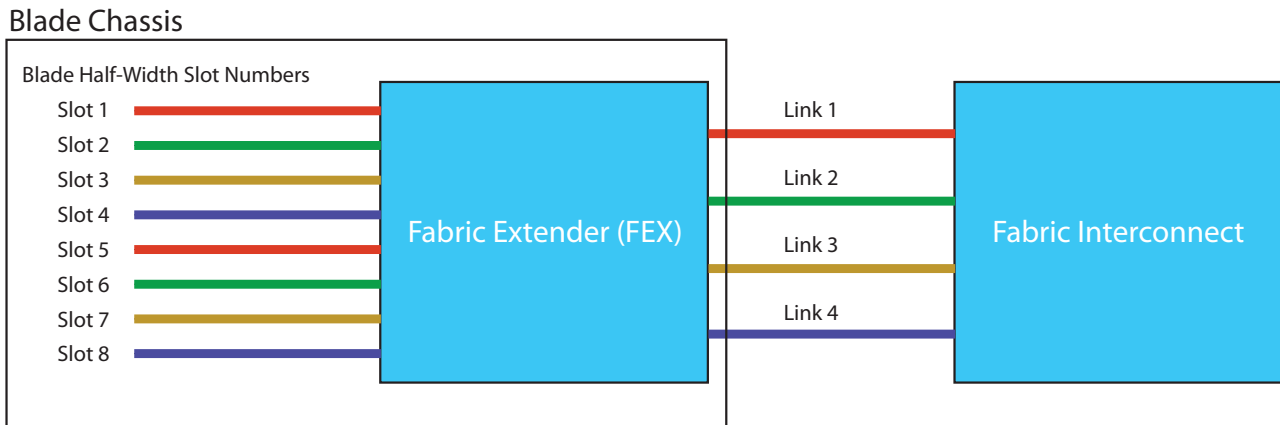 Blade Chassis
Blade Half-Width Slot Numbers
Slot 1
Slot 2
Slot 3
Slot 4
Slot 5
Slot 6
Slot 7
Slot 8
Fabric Extender (FEX)
Link 1
Link 2
Link 3
Link 4
Fabric Interconnect